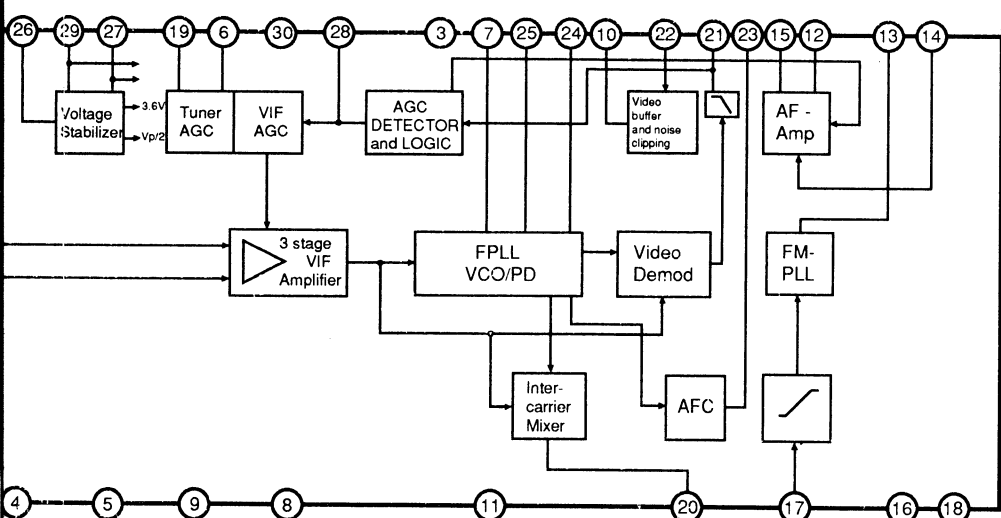 26 29 27 19 6 30 28 3 7 25 24 10 22 21 23 15 12 13 14
Voltage
Stabilizer
3.6V
Vp/2
Tuner
AGC
VIF
AGC
AGC
DETECTOR
and LOGIC
Video
buffer
and noise
clipping
AF -
Amp
3 stage
VIF
Amplifier
FPLL
VCO/PD
Video
Demod
FM-
PLL
Inter-
carrier
Mixer
AFC
4 5 9 8 11 20 17 16 18